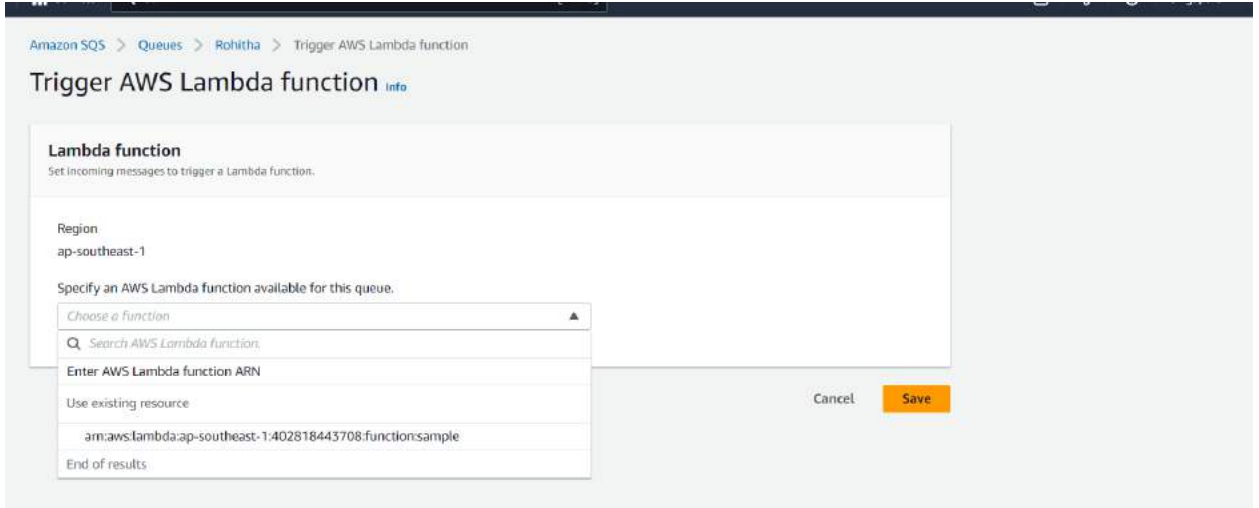 Amazon SQS > Queues > Rohitha > Trigger AWS Lambda function
Trigger AWS Lambda function Info
Lambda function
Set incoming messages to trigger a Lambda function.
Region
ap-southeast-1
Specify an AWS Lambda function available for this queue.
Choose a function
Search AWS Lambda function
Enter AWS Lambda function ARN
Use existing resource
arn:aws:lambda:ap-southeast-1:402818443708:function:sample
End of results
Cancel Save